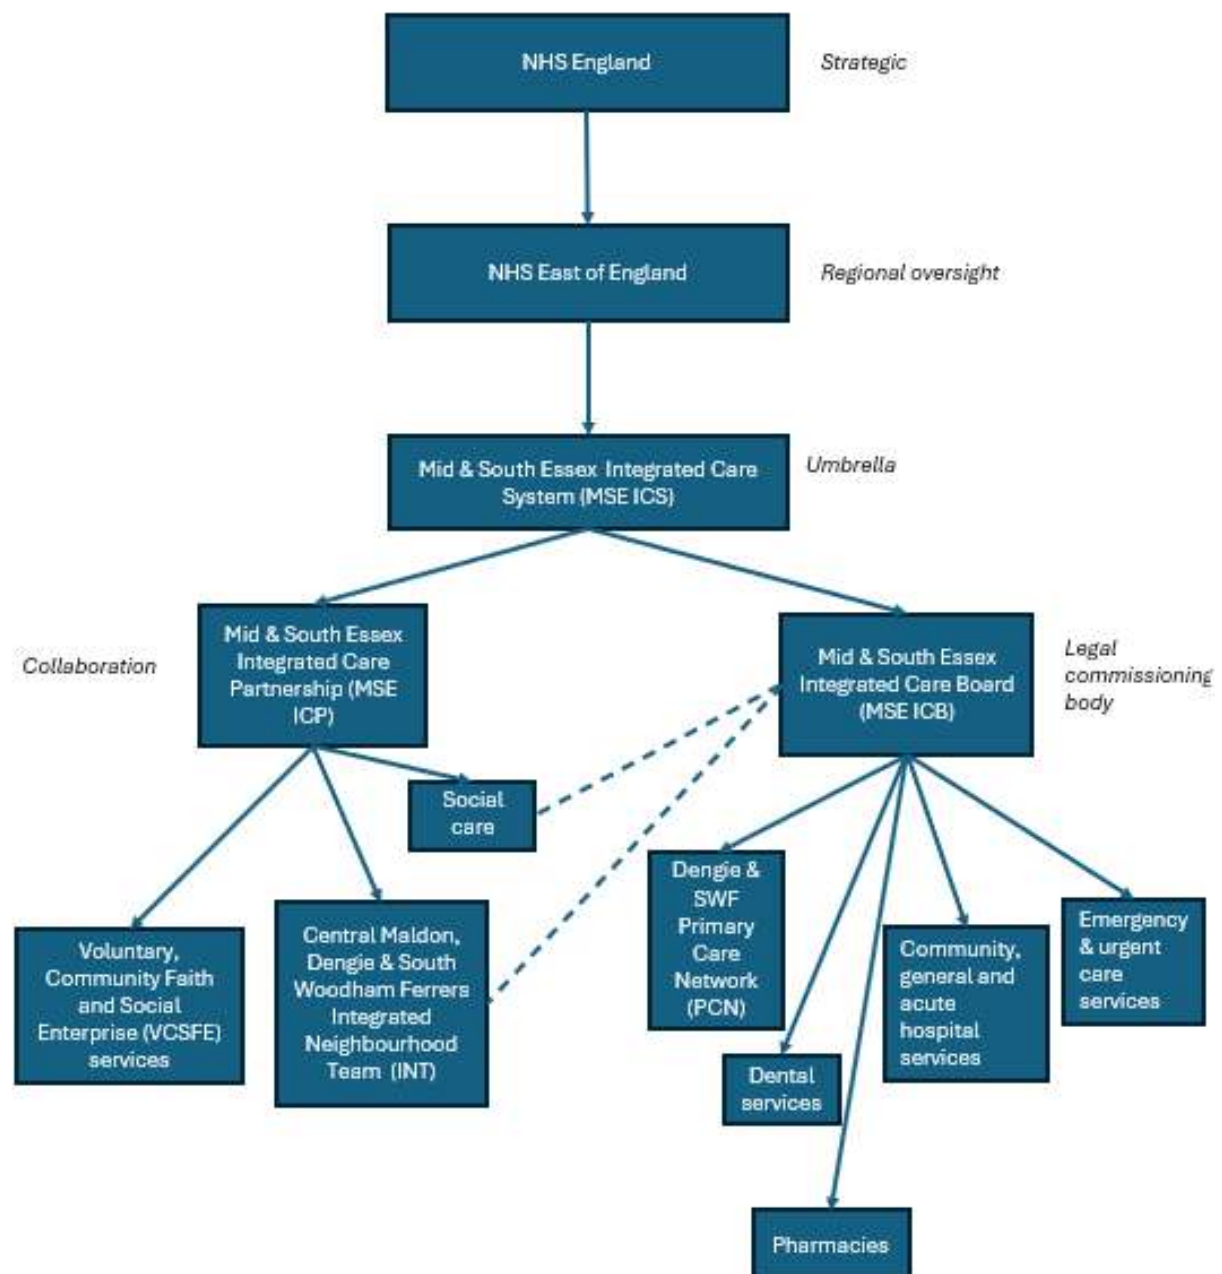 NHS England
Strategic
NHS East of England
Regional oversight
Mid & South Essex Integrated Care
System (MSE ICS)
Umbrella
Collaboration
Mid & South Essex
Integrated Care
Partnership (MSE
ICP)
Mid & South Essex
Integrated Care Board
(MSE ICB)
Legal
commissioning
body
Social
care
Voluntary,
Community Faith
and Social
Enterprise (VCSFE)
services
Central Maldon,
Dengie & South
Woodham Ferrers
Integrated
Neighbourhood
Team (INT)
Dengie &
SWF
Primary
Care
Network
(PCN)
Dental
services
Pharmacies
Community,
general and
acute
hospital
services
Emergency
& urgent
care
services